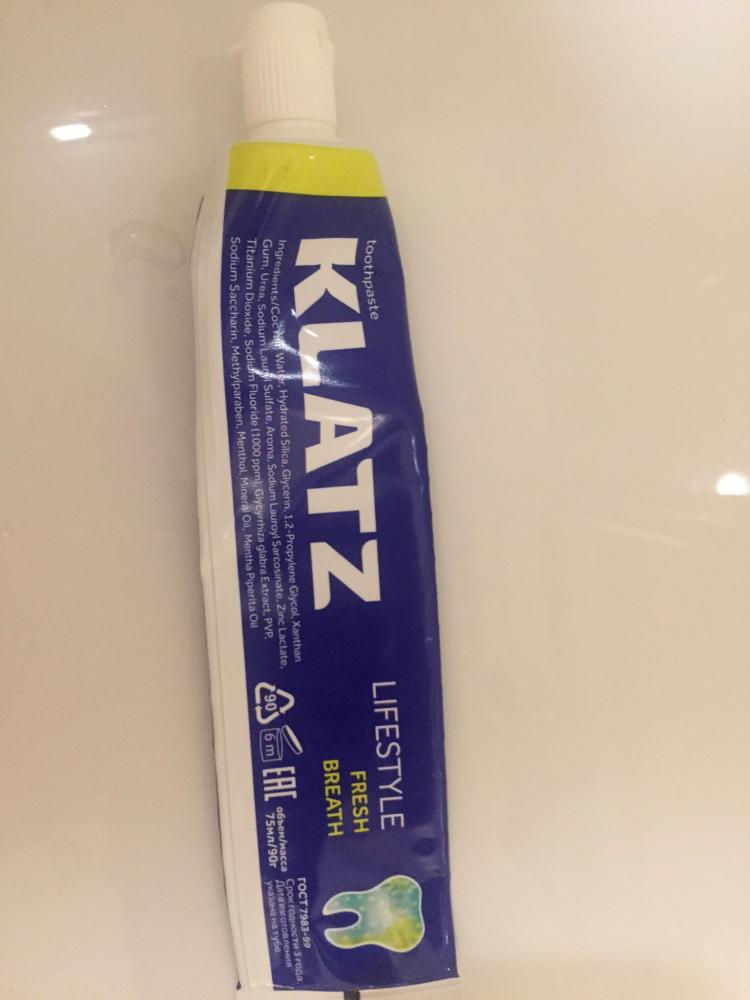 toothpaste
KLATZ
LIFESTYLE
FRESH
BREATH
Ingredients/Состав: Water, Hydrated Silica, Glycerin, 1,2-Propylene Glycol, Xanthan
Gum, Urea, Sodium Lauryl Sulfate, Aroma, Sodium Lauroyl Sarcosinate, Zinc Lactate,
Titanium Dioxide, Sodium Fluoride (1000 ppm), Glycyrrhiza glabra Extract, PVP,
Sodium Saccharin, Methylparaben, Menthol, Mineral Oil, Mentha Piperita Oil
90
6 m
EAC
объем/масса
75мл/90г
ГОСТ 7983-99
Срок годности 3 года.
Дата изготовления
указана на тубе.